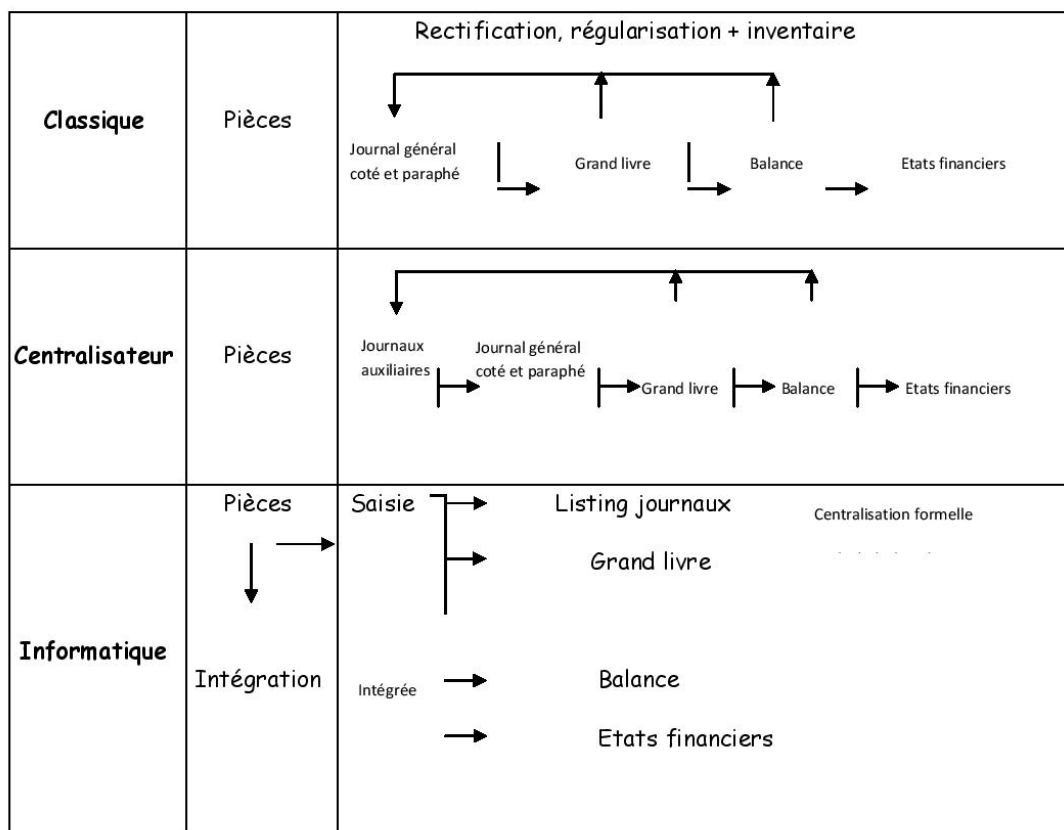 Rectification, régularisation + inventaire
Classique
Pièces
Journal général
coté et paraphé
Grand livre
Balance
Etats financiers
Centralisateur
Pièces
Journaux
auxiliaires
Journal général
coté et paraphé
Grand livre
Balance
Etats financiers
Informatique
Pièces
Saisie
Listing journaux
Centralisation formelle
Grand livre
Intégration
Intégrée
Balance
Etats financiers